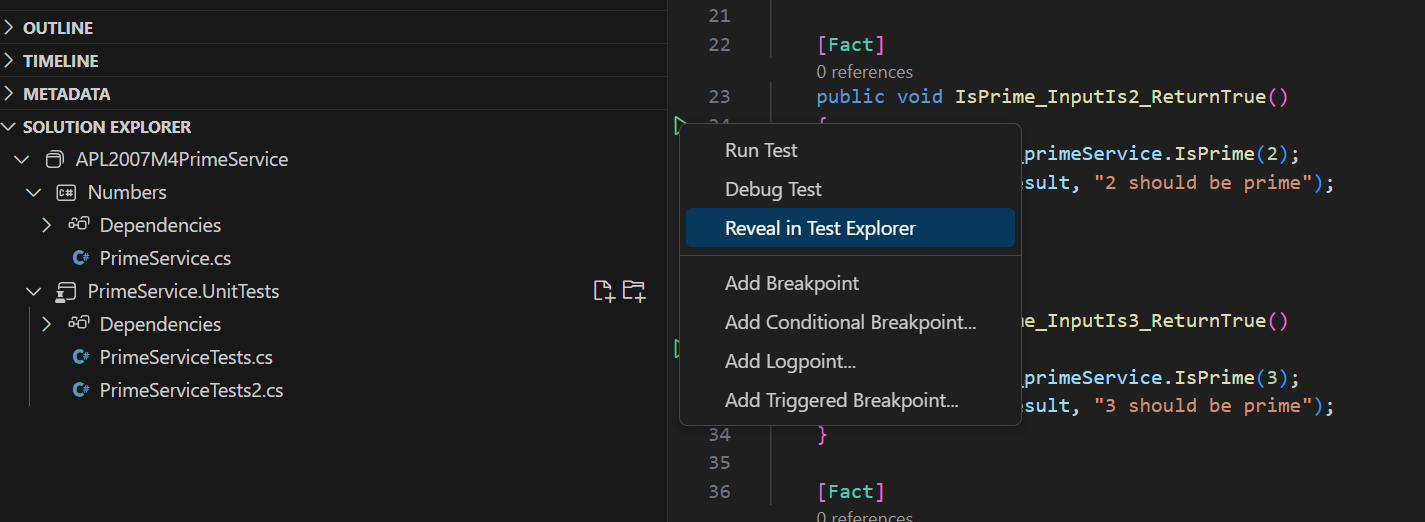 OUTLINE
TIMELINE
METADATA
SOLUTION EXPLORER
APL2007M4PrimeService
C# Numbers
Dependencies
C# PrimeService.cs
PrimeService.UnitTests
Dependencies
C# PrimeServiceTests.cs
C# PrimeServiceTests2.cs
21
22 [Fact]
0 references
23 public void IsPrime_InputIs2_ReturnTrue()
24 {
_primeService.IsPrime(2);
sult, "2 should be prime");
me_InputIs3_ReturnTrue()
_primeService.IsPrime(3);
sult, "3 should be prime");
34 }
35
36 [Fact]
0 references
Run Test
Debug Test
Reveal in Test Explorer
Add Breakpoint
Add Conditional Breakpoint...
Add Logpoint...
Add Triggered Breakpoint...